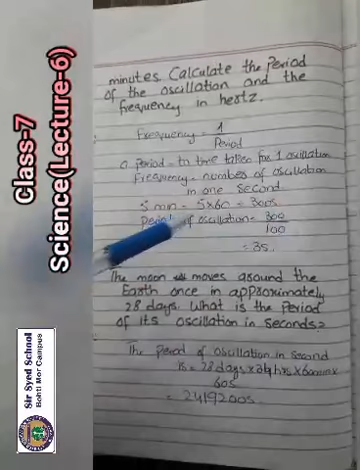 Class-7
Science(Lecture-6)
Sir Syed School
Bohti Mor Campus
minutes. Calculate the Period
of the oscillation and the
frequency in hertz.
Frequency = 1
Period
Period = to time taken for 1 oscillation
Frequency = numbers of oscillation
in one second
5 min = 5x60 = 300s
of oscillation = 300
100
= 3s.
The moon moves around the
Earth once in approximately
28 days. What is the Period
of its oscillation in seconds?
The Period of oscillation in second
is = 28 days x 24 hrs x
60s
= 2419200s.